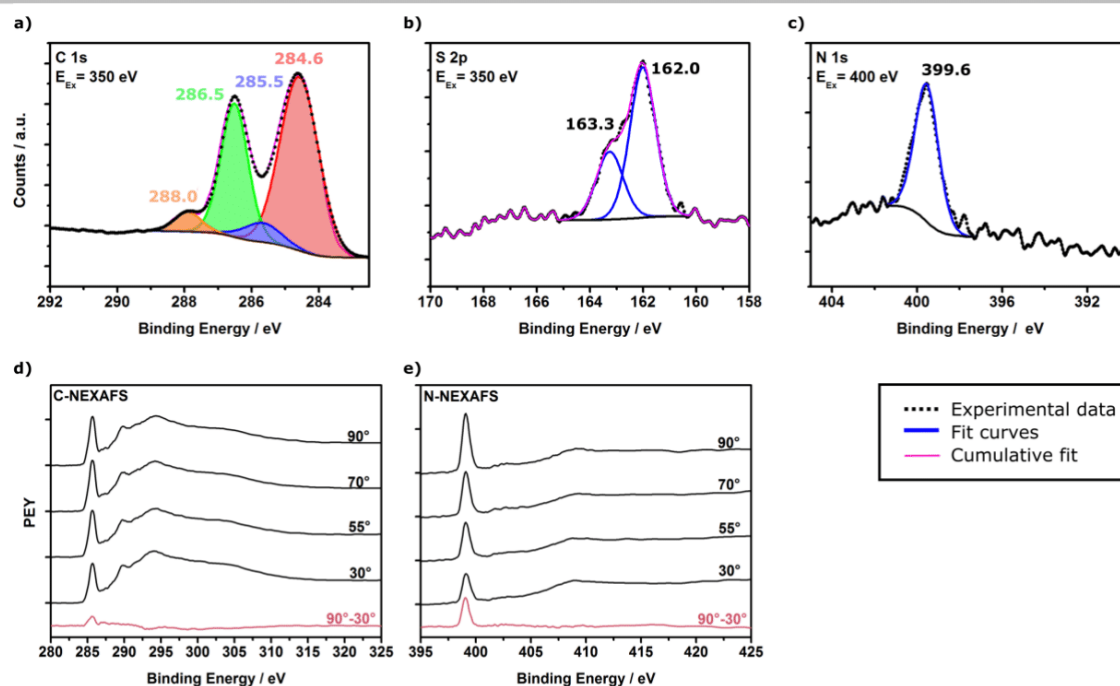 a)
C 1s
E_Ex = 350 eV
284.6
285.5
286.5
288.0
Counts / a.u.
292 290 288 286 284
Binding Energy / eV
b)
S 2p
E_Ex = 350 eV
162.0
163.3
170 168 166 164 162 160 158
Binding Energy / eV
c)
N 1s
E_Ex = 400 eV
399.6
404 400 396 392
Binding Energy / eV
d)
C-NEXAFS
90°
70°
55°
30°
90°-30°
PEY
280 285 290 295 300 305 310 315 320 325
Binding Energy / eV
e)
N-NEXAFS
90°
70°
55°
30°
90°-30°
395 400 405 410 415 420 425
Binding Energy / eV
Experimental data
Fit curves
Cumulative fit